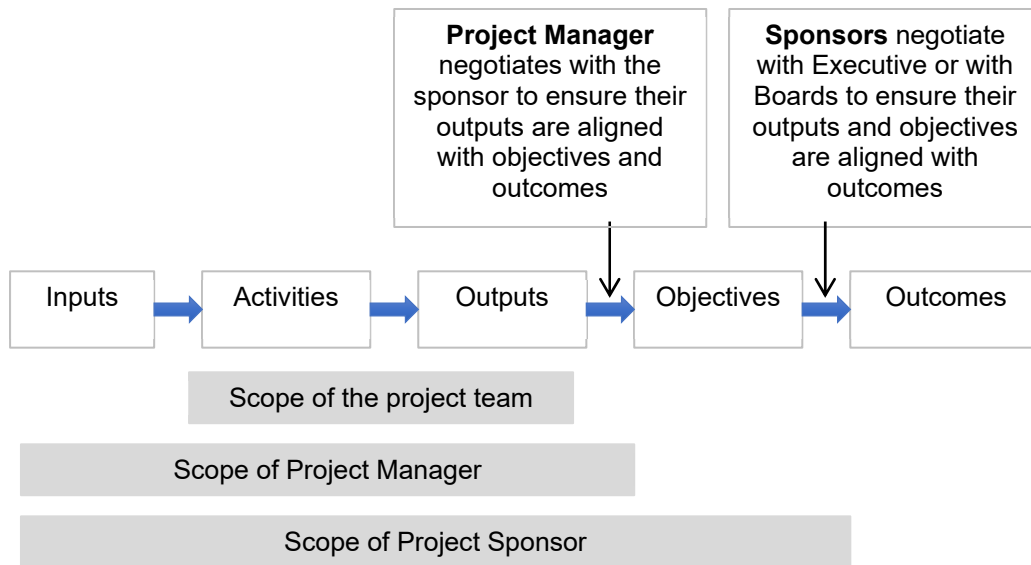 Project Manager
negotiates with the
sponsor to ensure their
outputs are aligned
with objectives and
outcomes
Sponsors negotiate
with Executive or with
Boards to ensure their
outputs and objectives
are aligned with
outcomes
Inputs
Activities
Outputs
Objectives
Outcomes
Scope of the project team
Scope of Project Manager
Scope of Project Sponsor